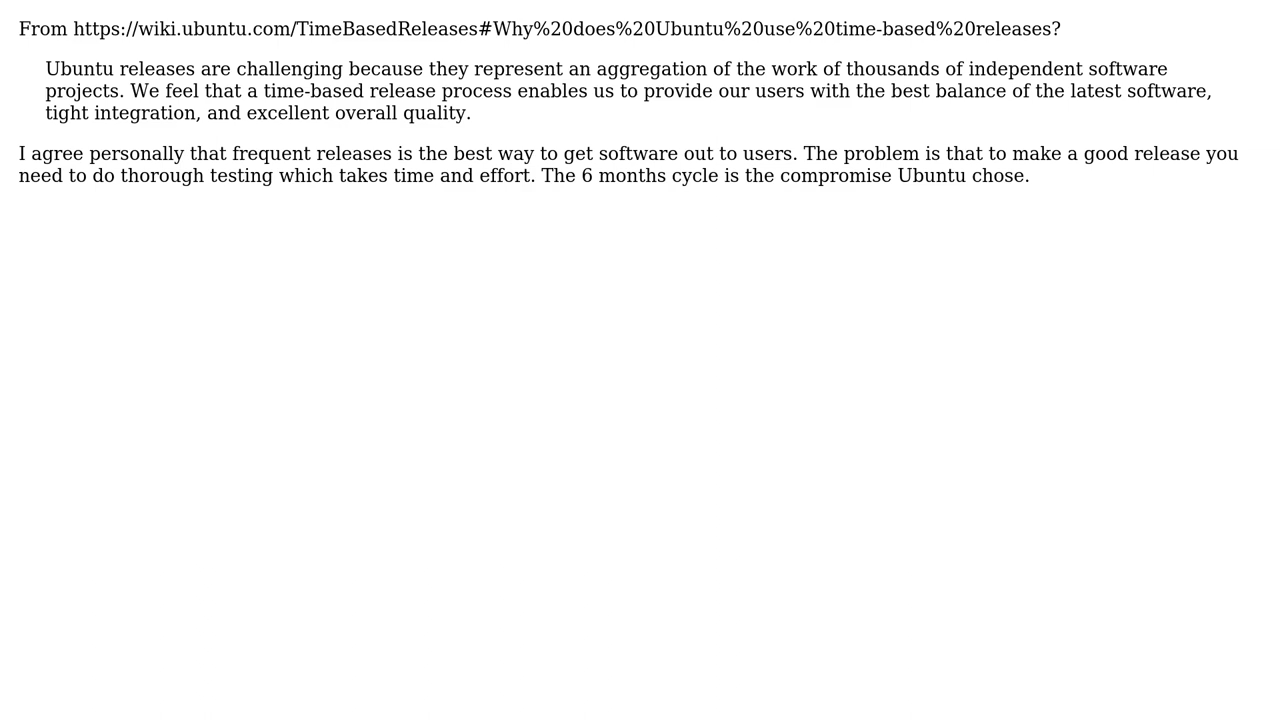 From https://wiki.ubuntu.com/TimeBasedReleases#Why%20does%20Ubuntu%20use%20time-based%20releases?
Ubuntu releases are challenging because they represent an aggregation of the work of thousands of independent software
projects. We feel that a time-based release process enables us to provide our users with the best balance of the latest software,
tight integration, and excellent overall quality.
I agree personally that frequent releases is the best way to get software out to users. The problem is that to make a good release you
need to do thorough testing which takes time and effort. The 6 months cycle is the compromise Ubuntu chose.